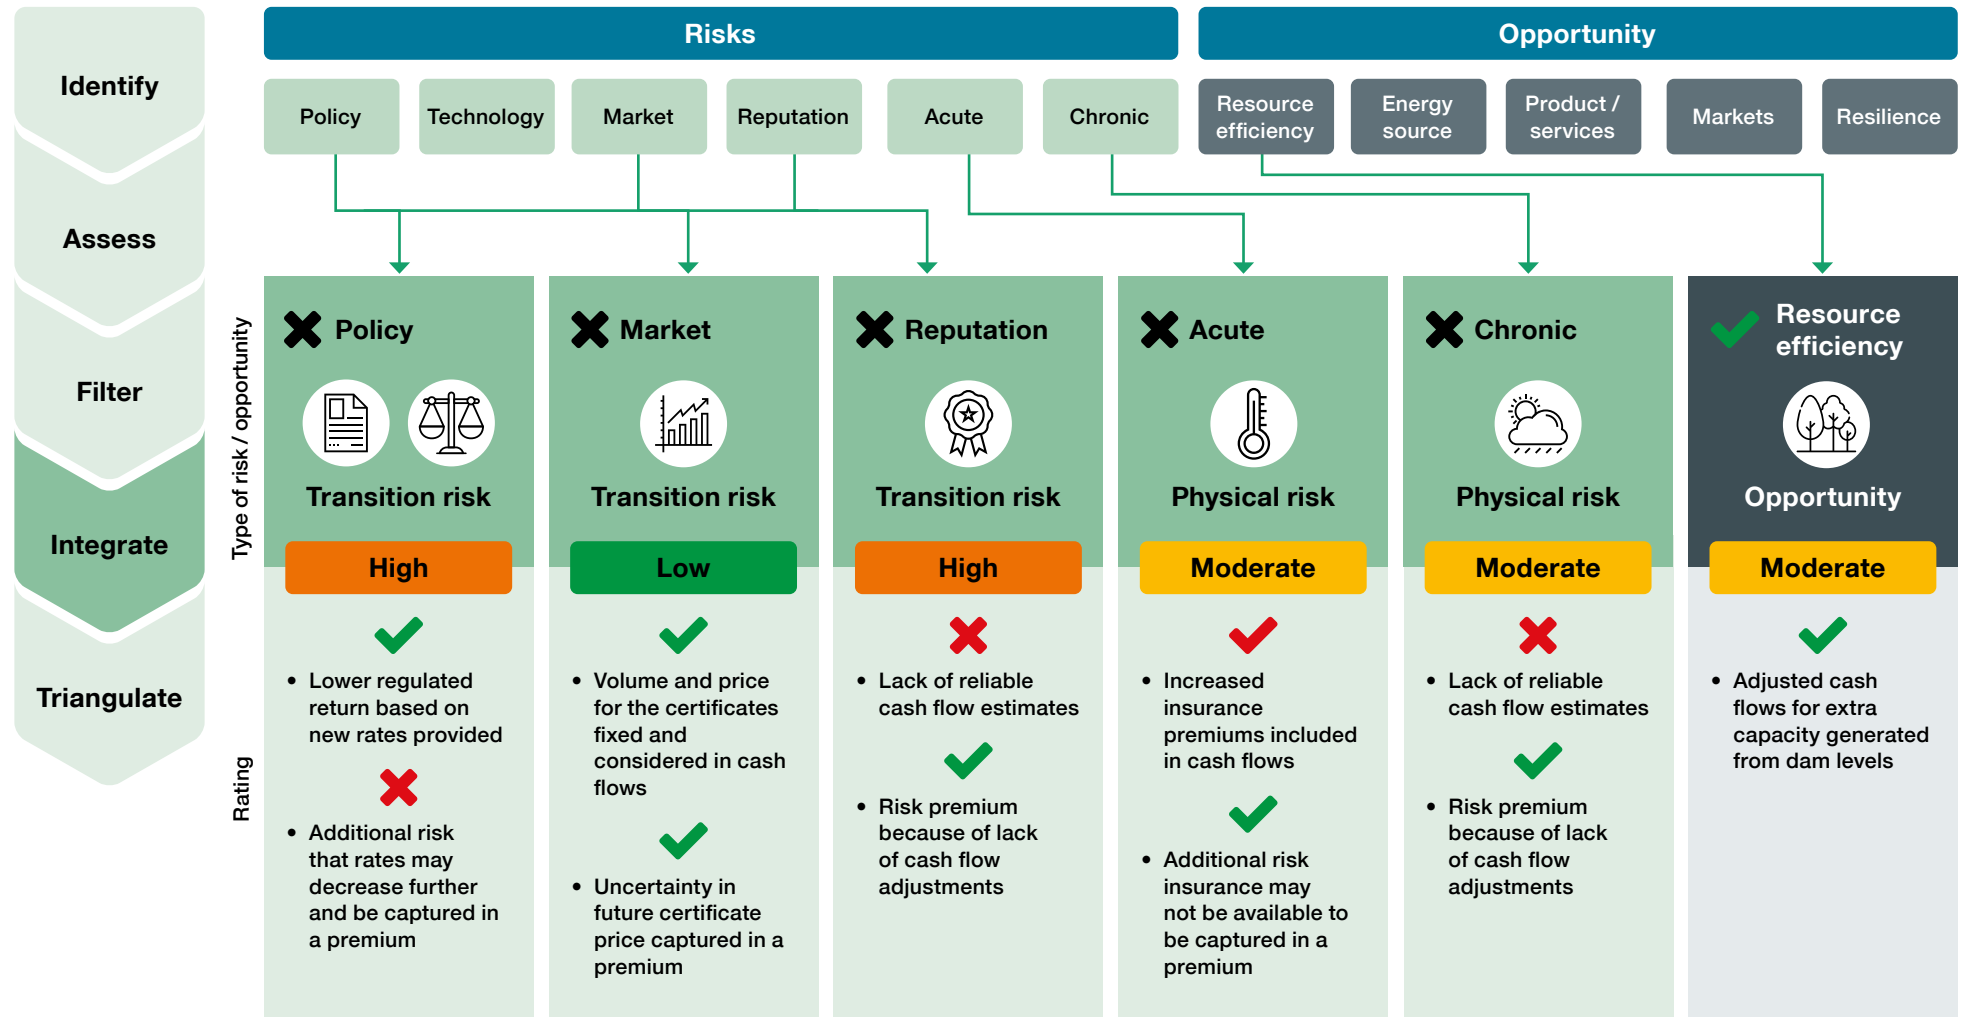 Identify
Assess
Filter
Integrate
Triangulate
Risks
Opportunity
Policy
Technology
Market
Reputation
Acute
Chronic
Resource
efficiency
Energy
source
Product /
services
Markets
Resilience
Type of risk / opportunity
Rating
Policy
Transition risk
High
• Lower regulated
return based on
new rates provided
• Additional risk
that rates may
decrease further
and be captured in
a premium
Market
Transition risk
Low
• Volume and price
for the certificates
fixed and
considered in cash
flows
• Uncertainty in
future certificate
price captured in a
premium
Reputation
Transition risk
High
• Lack of reliable
cash flow estimates
• Risk premium
because of lack
of cash flow
adjustments
Acute
Physical risk
Moderate
• Increased
insurance
premiums included
in cash flows
• Additional risk
insurance may
not be available to
be captured in a
premium
Chronic
Physical risk
Moderate
• Lack of reliable
cash flow estimates
• Risk premium
because of lack
of cash flow
adjustments
Resource
efficiency
Opportunity
Moderate
• Adjusted cash
flows for extra
capacity generated
from dam levels